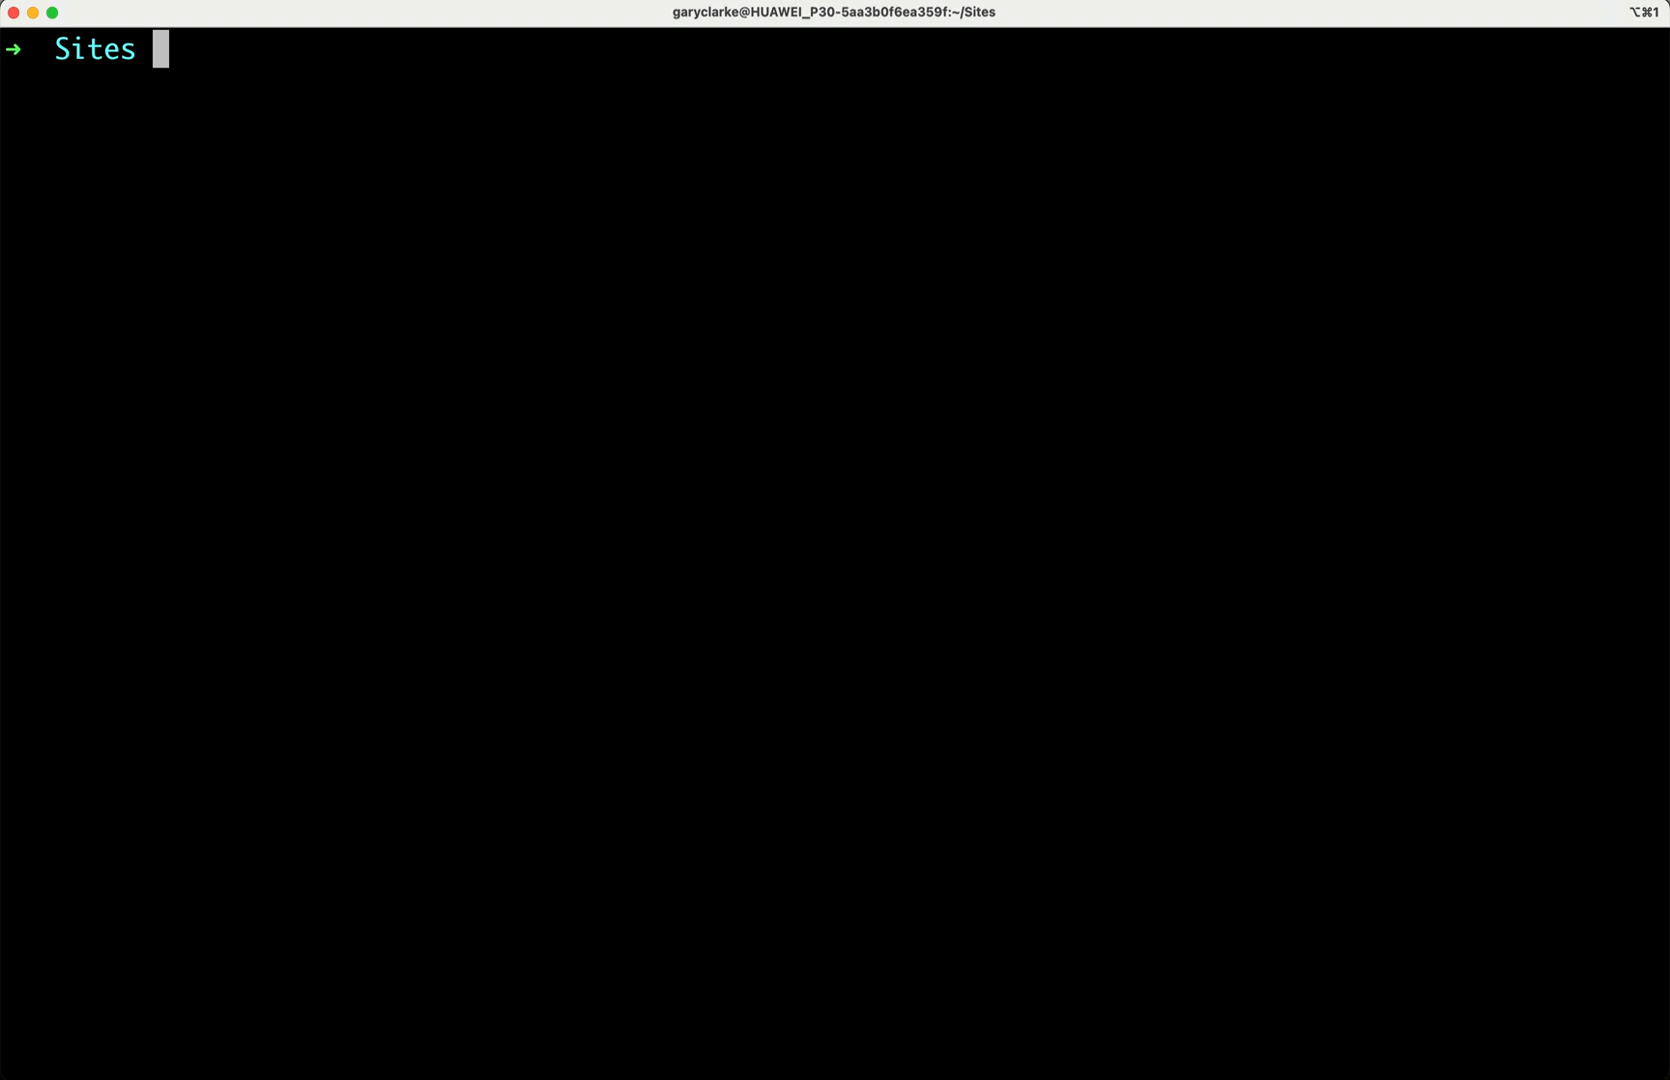 garyclarke@HUAWEI_P30-5aa3b0f6ea359f:~/Sites
⌥⌘1
➜ Sites